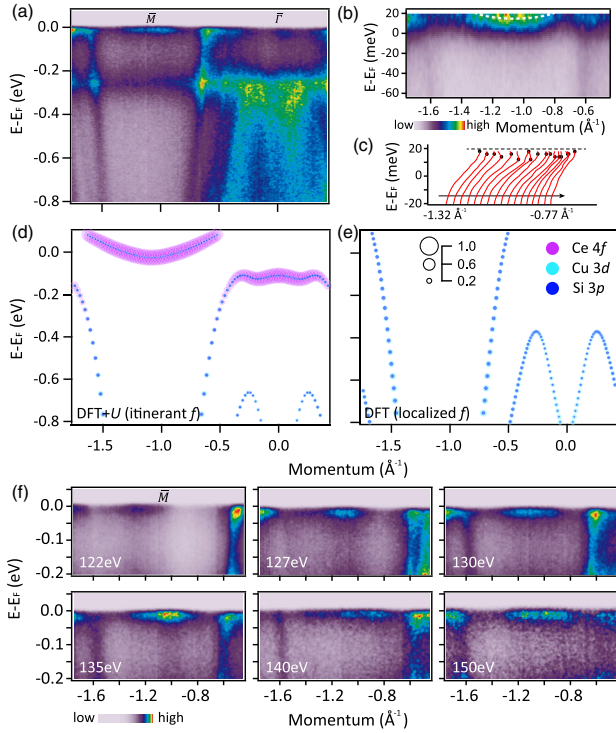 (a)
M̄
Γ̄
0.0
-0.2
-0.4
-0.6
-0.8
E-EF (eV)
(b)
20
0
-20
-40
-60
E-EF (meV)
-1.6
-1.2
-0.8
low
high
Momentum (Å-1)
(c)
20
0
-20
20
E-EF (meV)
-1.32 Å-1
-0.77 Å-1
(d)
0.0
-0.2
-0.4
-0.6
-0.8
E-EF (eV)
DFT+U (itinerant f)
-1.5
-1.0
-0.5
0.0
Momentum (Å-1)
(e)
1.0
0.6
0.2
Ce 4f
Cu 3d
Si 3p
DFT (localized f)
-1.5
-1.0
-0.5
0.0
Momentum (Å-1)
(f)
M̄
0.0
-0.1
-0.2
122eV
127eV
130eV
E-EF (eV)
0.0
-0.1
-0.2
135eV
140eV
150eV
-1.6
-1.2
-0.8
-1.6
-1.2
-0.8
-1.6
-1.2
-0.8
low
high
Momentum (Å-1)